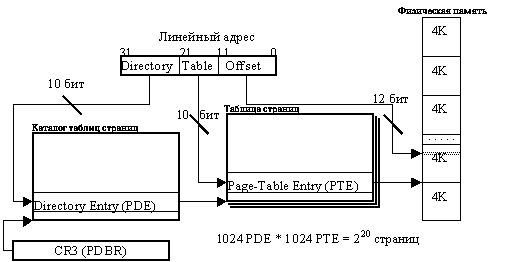 Физическая память
Линейный адрес
31 21 11 0
Directory Table Offset
4K
4K
4K
10 бит
10 бит
12 бит
Каталог таблиц страниц
Таблица страниц
4K
4K
Page-Table Entry (PTE)
Directory Entry (PDE)
1024 PDE * 1024 PTE = 2²⁰ страниц
CR3 (PDBR)